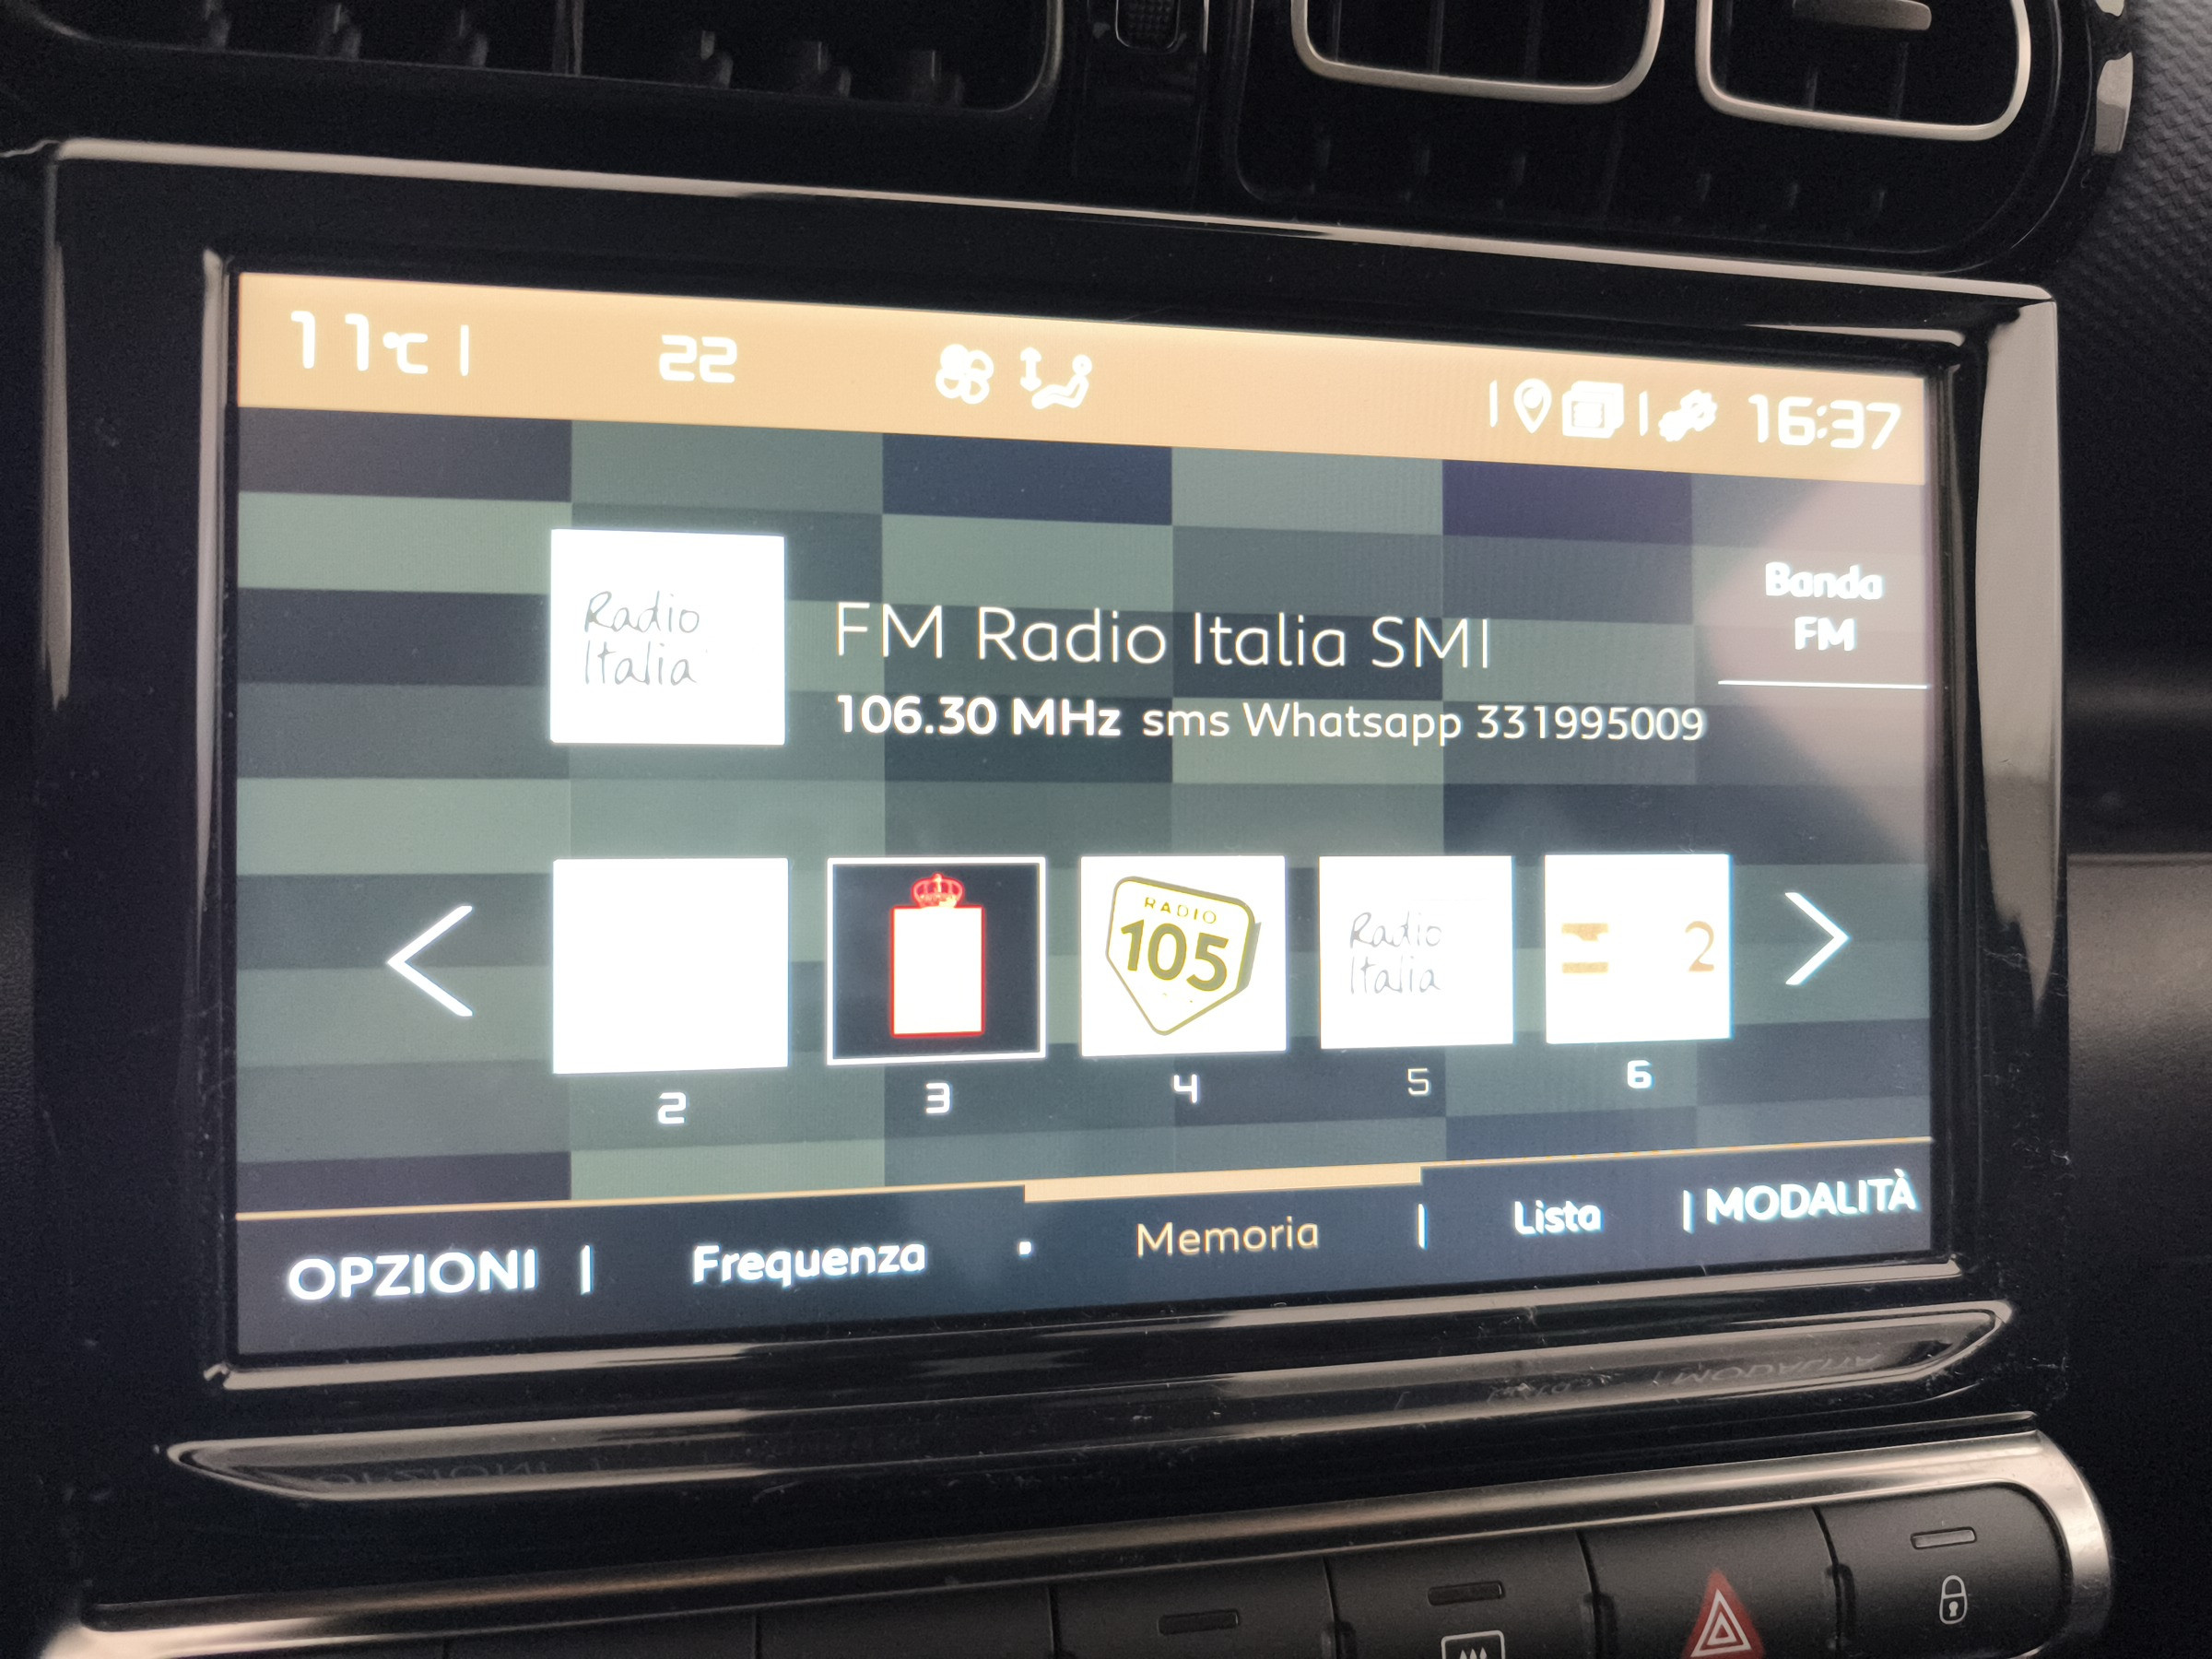 11°C | 22 16:37
Banda
FM
Radio
Italia
FM Radio Italia SMI
106.30 MHz sms Whatsapp 331995009
RADIO
105
Radio
Italia
2
2 3 4 5 6
OPZIONI | Frequenza Memoria | Lista | MODALITÀ